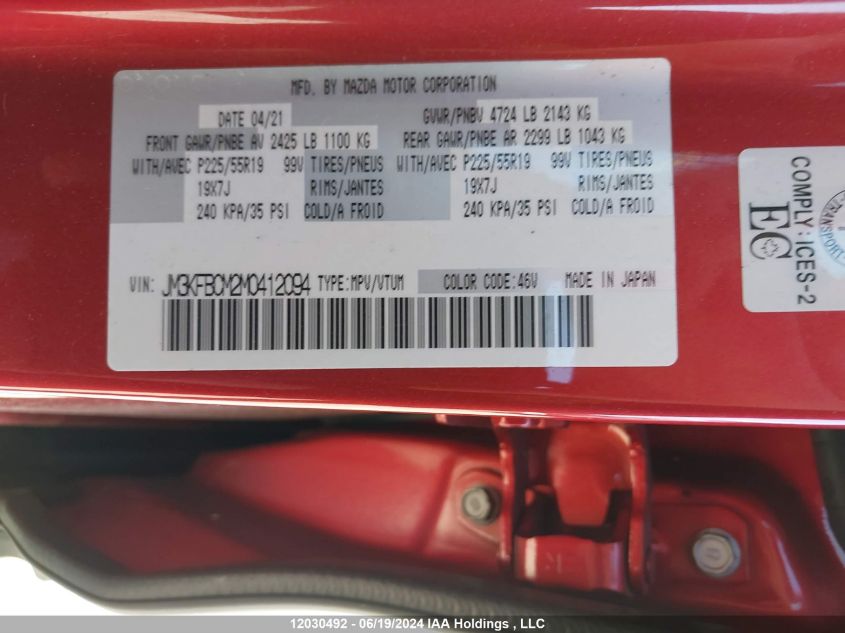 MFD. BY MAZDA MOTOR CORPORATION
DATE 04/21 GVWR/PNBV 4724 LB 2143 KG
FRONT GAWR/PNBE AV 2425 LB 1100 KG REAR GAWR/PNBE AR 2299 LB 1043 KG
WITH/AVEC P225/55R19 99V TIRES/PNEUS WITH/AVEC P225/55R19 99V TIRES/PNEUS
19X7J RIMS/JANTES 19X7J RIMS/JANTES
240 KPA/35 PSI COLD/A FROID 240 KPA/35 PSI COLD/A FROID
VIN: JM3KFBCM2M0412094 TYPE:MPV/VTUM COLOR CODE:46V MADE IN JAPAN
COMPLY:ICES-2
EC
TRANSPORT
12030492 - 06/19/2024 IAA Holdings , LLC